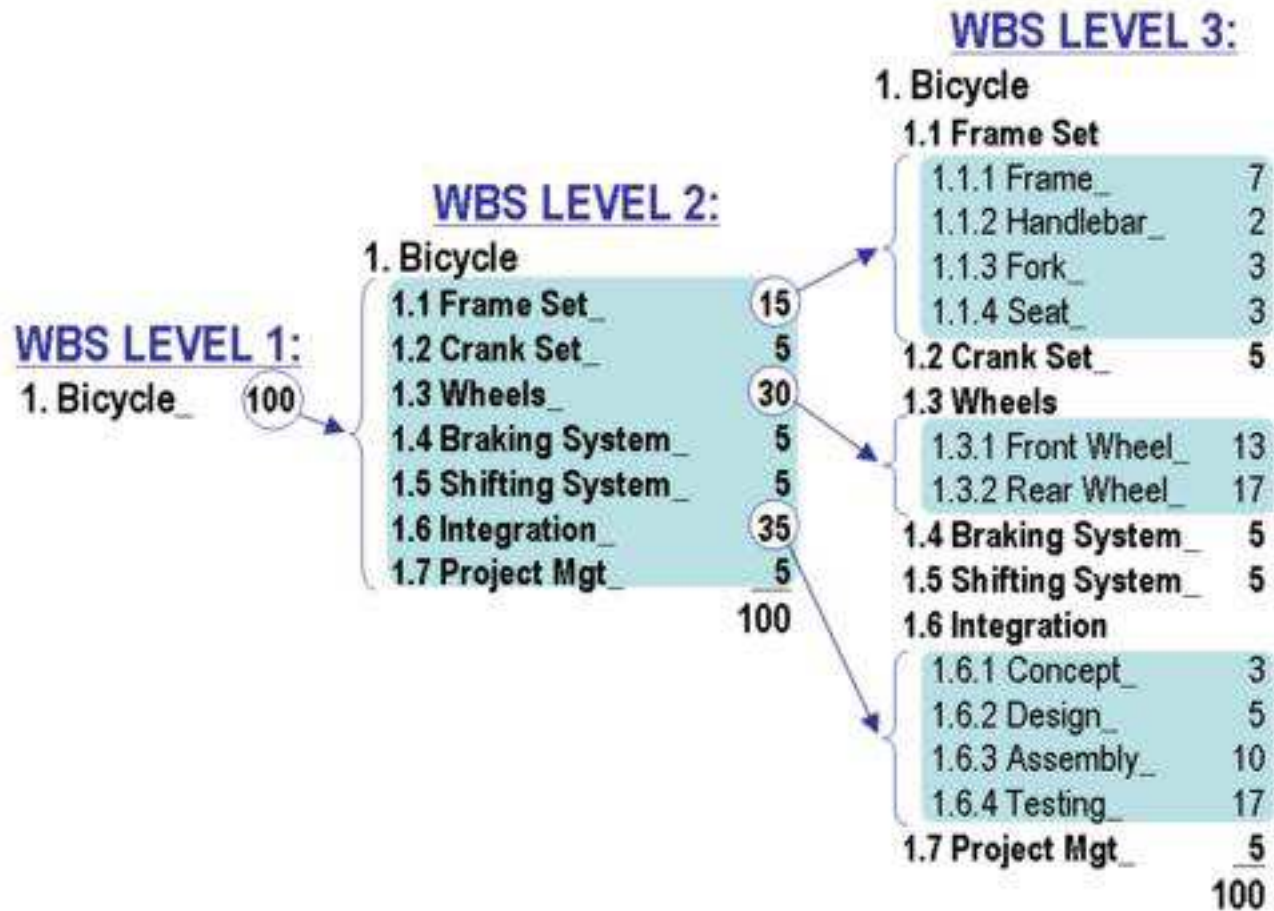 WBS LEVEL 1:
1. Bicycle_ 100
WBS LEVEL 2:
1. Bicycle
1.1 Frame Set_ 15
1.2 Crank Set_ 5
1.3 Wheels_ 30
1.4 Braking System_ 5
1.5 Shifting System_ 5
1.6 Integration_ 35
1.7 Project Mgt_ 5
100
WBS LEVEL 3:
1. Bicycle
1.1 Frame Set
1.1.1 Frame_ 7
1.1.2 Handlebar_ 2
1.1.3 Fork_ 3
1.1.4 Seat_ 3
1.2 Crank Set_ 5
1.3 Wheels
1.3.1 Front Wheel_ 13
1.3.2 Rear Wheel_ 17
1.4 Braking System_ 5
1.5 Shifting System_ 5
1.6 Integration
1.6.1 Concept_ 3
1.6.2 Design_ 5
1.6.3 Assembly_ 10
1.6.4 Testing_ 17
1.7 Project Mgt_ 5
100